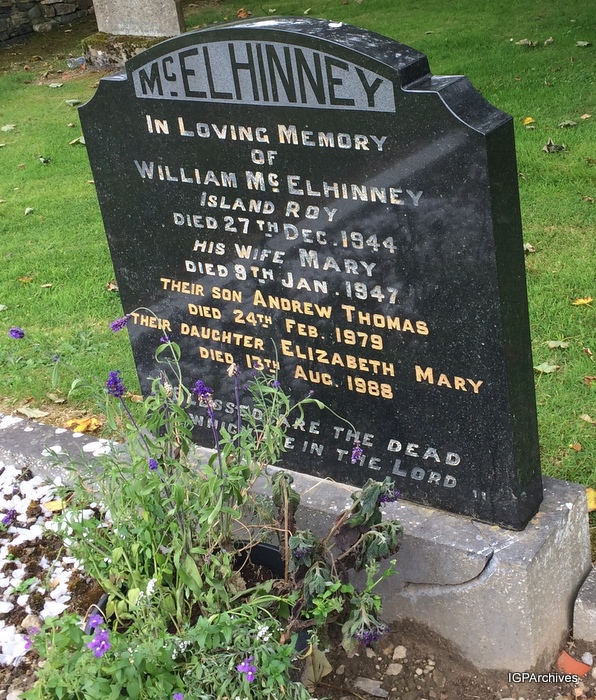 McELHINNEY
IN LOVING MEMORY
OF
WILLIAM McELHINNEY
ISLAND ROY
DIED 27TH DEC. 1944
HIS WIFE MARY
DIED 9TH JAN. 1947
THEIR SON ANDREW THOMAS
DIED 24TH FEB. 1979
THEIR DAUGHTER ELIZABETH MARY
DIED 13TH AUG. 1988
ARE THE DEAD
IN THE LORD "
IGPArchives